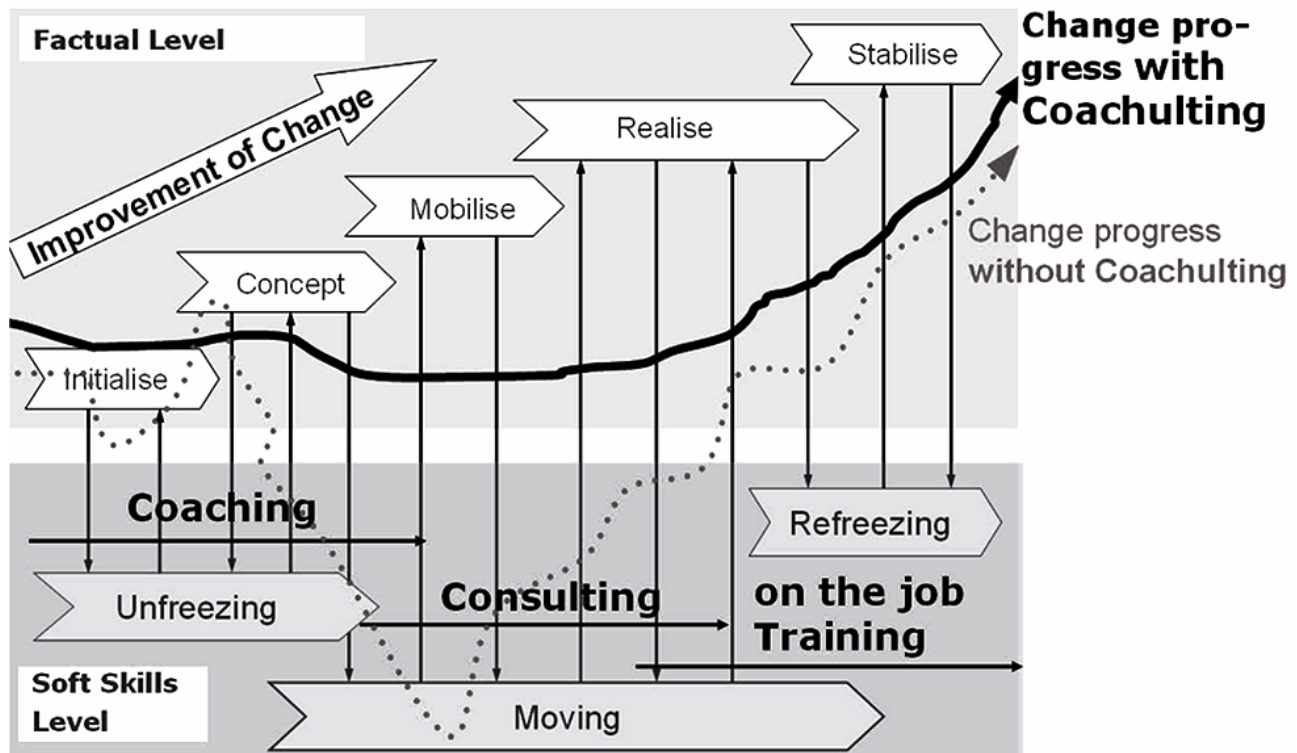 Factual Level
Change pro-
gress with
Coachulting
Stabilise
Realise
Improvement of Change
Mobilise
Change progress
without Coachulting
Concept
Initialise
Coaching
Refreezing
Unfreezing
Consulting
on the job
Training
Soft Skills
Level
Moving